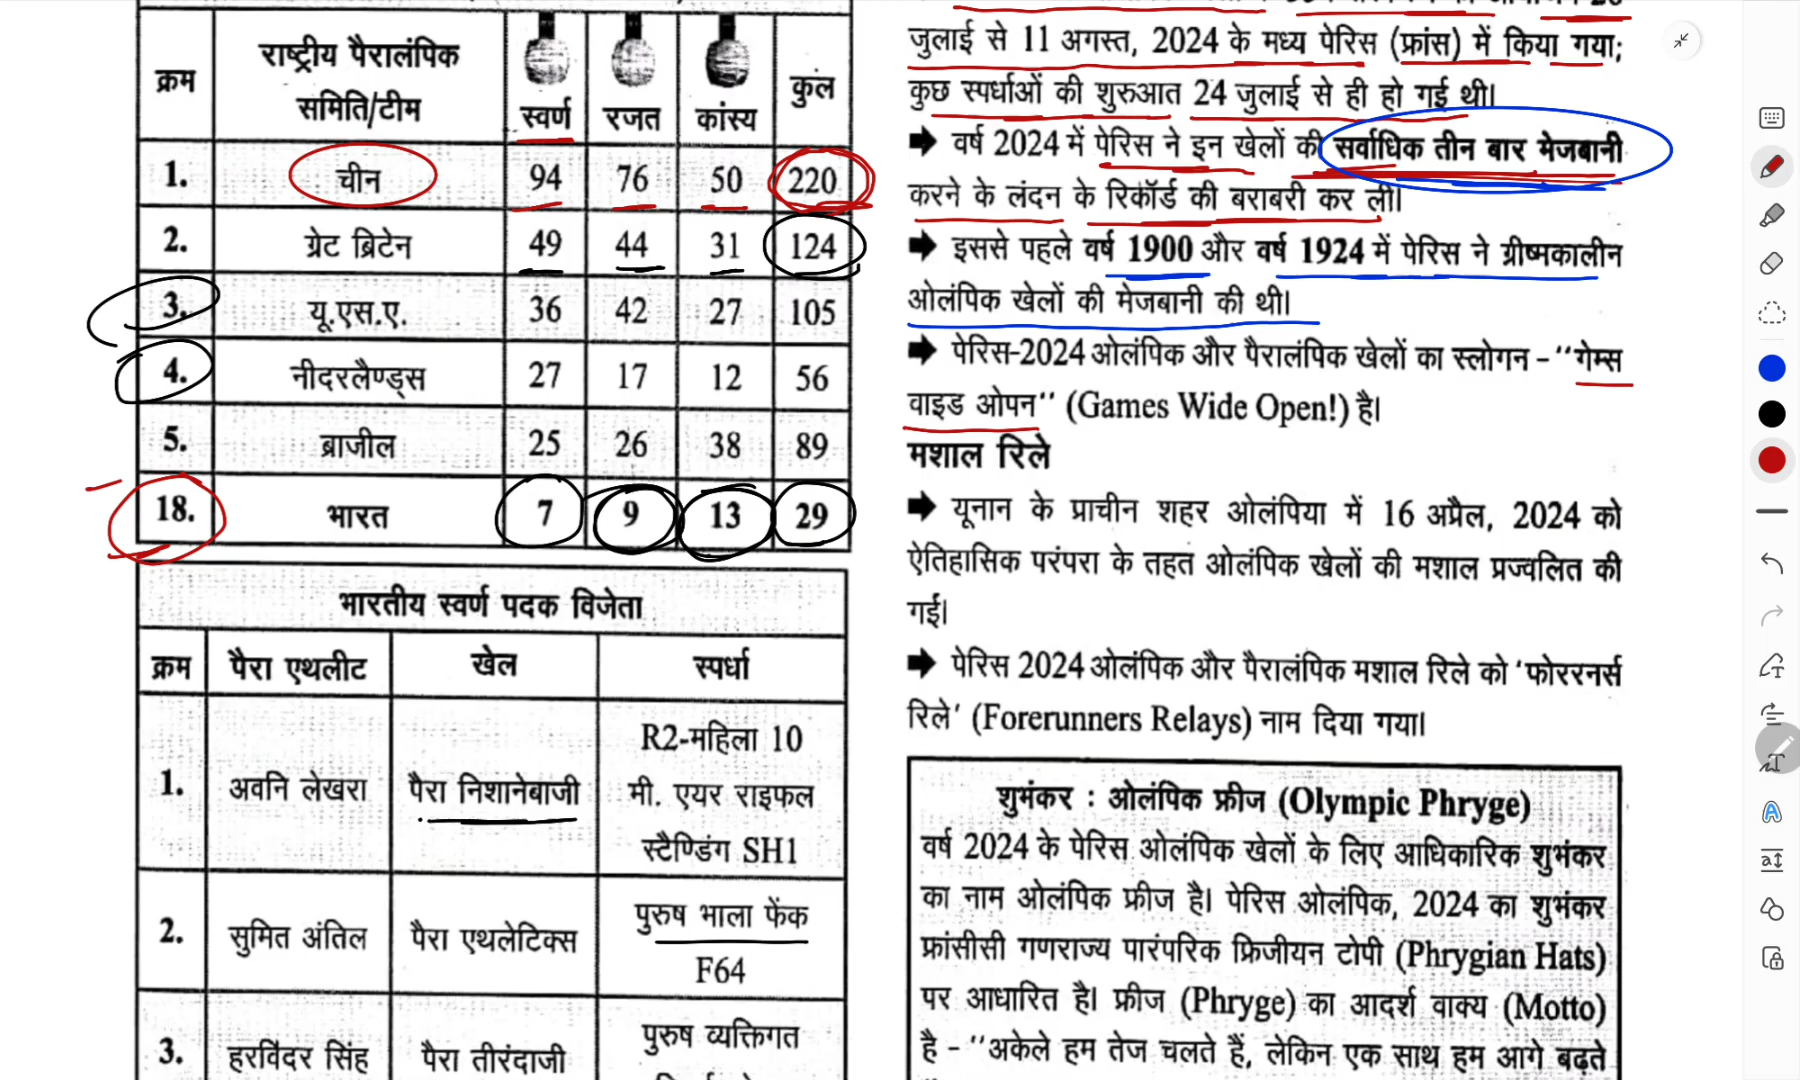 क्रम
राष्ट्रीय पैरालंपिक
समिति/टीम
स्वर्ण
रजत
कांस्य
कुल
1. चीन 94 76 50 220
2. ग्रेट ब्रिटेन 49 44 31 124
3. यू.एस.ए. 36 42 27 105
4. नीदरलैण्ड्स 27 17 12 56
5. ब्राजील 25 26 38 89
18. भारत 7 9 13 29
भारतीय स्वर्ण पदक विजेता
क्रम पैरा एथलीट खेल स्पर्धा
R2-महिला 10
1. अवनि लेखरा पैरा निशानेबाजी मी. एयर राइफल
स्टैण्डिंग SH1
पुरुष भाला फेंक
2. सुमित अंतिल पैरा एथलेटिक्स
F64
पुरुष व्यक्तिगत
3. हरविंदर सिंह पैरा तीरंदाजी
जुलाई से 11 अगस्त, 2024 के मध्य पेरिस (फ्रांस) में किया गया;
कुछ स्पर्धाओं की शुरुआत 24 जुलाई से ही हो गई थी।
➡ वर्ष 2024 में पेरिस ने इन खेलों की सर्वाधिक तीन बार मेजबानी
करने के लंदन के रिकॉर्ड की बराबरी कर ली।
➡ इससे पहले वर्ष 1900 और वर्ष 1924 में पेरिस ने ग्रीष्मकालीन
ओलंपिक खेलों की मेजबानी की थी।
➡ पेरिस-2024 ओलंपिक और पैरालंपिक खेलों का स्लोगन – ''गेम्स
वाइड ओपन'' (Games Wide Open!) है।
मशाल रिले
➡ यूनान के प्राचीन शहर ओलंपिया में 16 अप्रैल, 2024 को
ऐतिहासिक परंपरा के तहत ओलंपिक खेलों की मशाल प्रज्वलित की
गई।
➡ पेरिस 2024 ओलंपिक और पैरालंपिक मशाल रिले को 'फोररनर्स
रिले' (Forerunners Relays) नाम दिया गया।
शुभंकर : ओलंपिक फ्रीज (Olympic Phryge)
वर्ष 2024 के पेरिस ओलंपिक खेलों के लिए आधिकारिक शुभंकर
का नाम ओलंपिक फ्रीज है। पेरिस ओलंपिक, 2024 का शुभंकर
फ्रांसीसी गणराज्य पारंपरिक फ्रिजीयन टोपी (Phrygian Hats)
पर आधारित है। फ्रीज (Phryge) का आदर्श वाक्य (Motto)
है – ''अकेले हम तेज चलते हैं, लेकिन एक साथ हम आगे बढ़ते